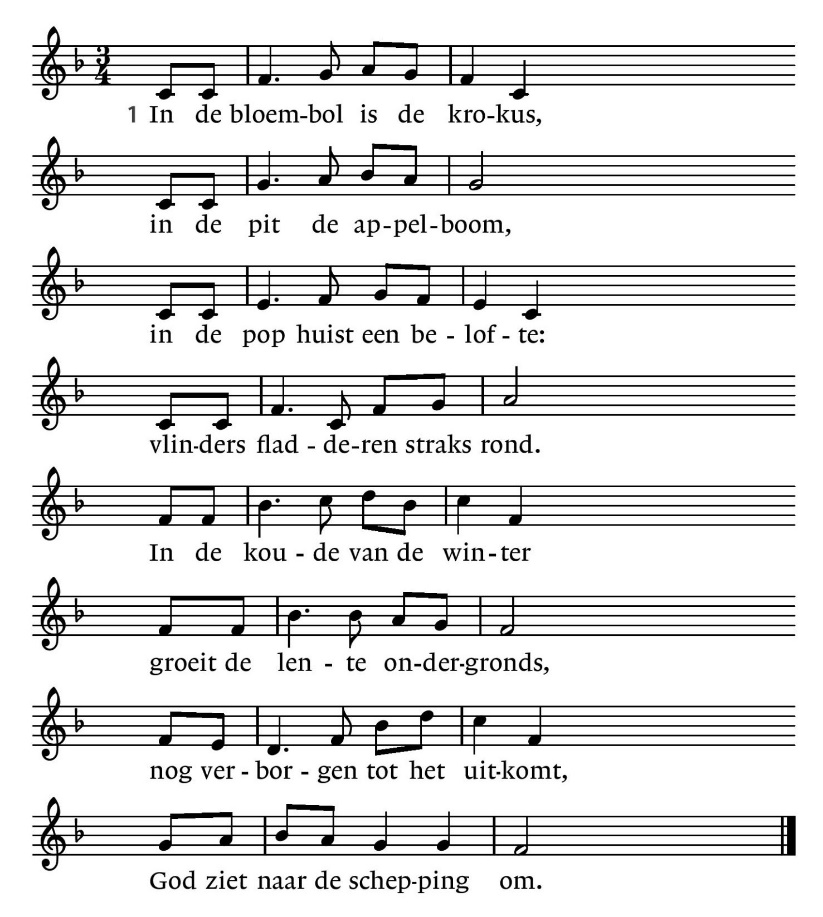 3
4
1 In de bloem-bol is de kro-kus,
in de pit de ap-pel-boom,
in de pop huist een be - lof - te:
vlin-ders flad - de-ren straks rond.
In de kou - de van de win-ter
groeit de len - te on-der-gronds,
nog ver - bor - gen tot het uit-komt,
God ziet naar de schep-ping om.